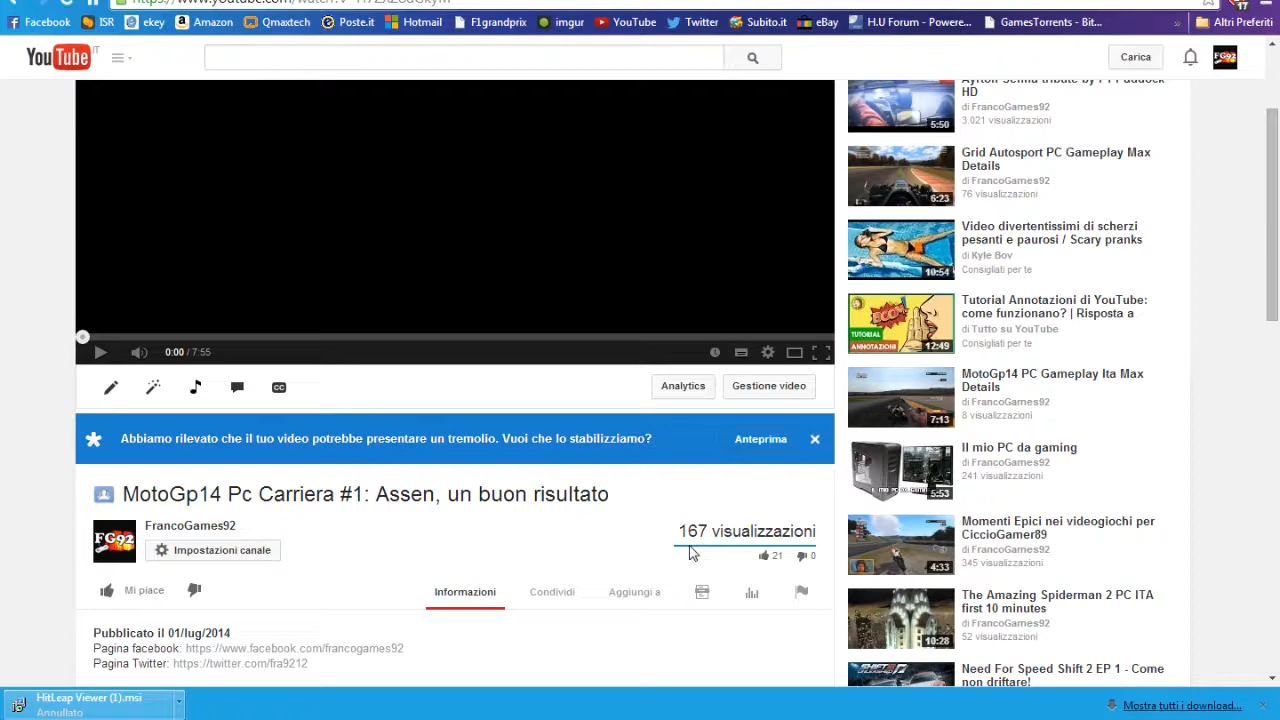 Facebook ISR ekey Amazon Qmaxtech Poste.it Hotmail F1grandprix imgur YouTube Twitter Subito.it eBay H.U Forum - Powere... GamesTorrents - Bit... » Altri Preferiti
17
YouTube IT
Carica
FG92
HD
di FrancoGames92
3.021 visualizzazioni
5:50
Grid Autosport PC Gameplay Max
Details
di FrancoGames92
76 visualizzazioni
6:23
Video divertentissimi di scherzi
pesanti e paurosi / Scary pranks
di Kyle Bov
Consigliati per te
10:54
Tutorial Annotazioni di YouTube:
come funzionano? | Risposta a
di Tutto su YouTube
Consigliati per te
BOOM
TUTORIAL
ANNOTAZIONI
12:49
MotoGp14 PC Gameplay Ita Max
Details
di FrancoGames92
8 visualizzazioni
7:13
Il mio PC da gaming
di FrancoGames92
241 visualizzazioni
5:53
Momenti Epici nei videogiochi per
CiccioGamer89
di FrancoGames92
345 visualizzazioni
4:33
The Amazing Spiderman 2 PC ITA
first 10 minutes
di FrancoGames92
52 visualizzazioni
10:28
Need For Speed Shift 2 EP 1 - Come
non driftare!
0:00 / 7:55
CC
Analytics
Gestione video
Abbiamo rilevato che il tuo video potrebbe presentare un tremolio. Vuoi che lo stabilizziamo?
Anteprima
MotoGp14 Pc Carriera #1: Assen, un buon risultato
FG92
FrancoGames92
Impostazioni canale
167 visualizzazioni
21 0
Mi piace
Informazioni Condividi Aggiungi a
Pubblicato il 01/lug/2014
Pagina facebook: https://www.facebook.com/francogames92
Pagina Twitter: https://twitter.com/fra9212
HitLeap Viewer (1).msi
Annullato
Mostra tutti i download...